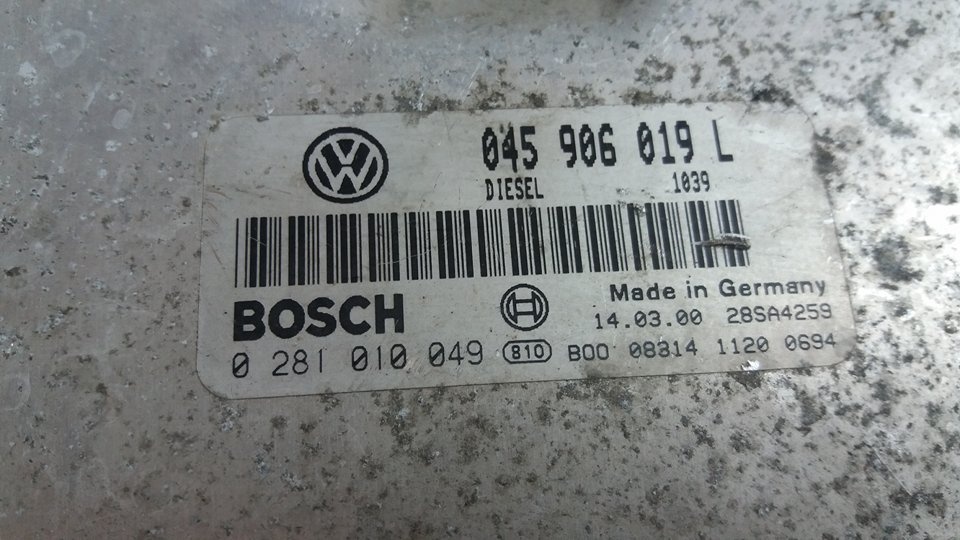 045 906 019 L
DIESEL 1039
BOSCH
Made in Germany
14.03.00 28SA4259
0 281 010 049 810 B00 08314 1120 0694